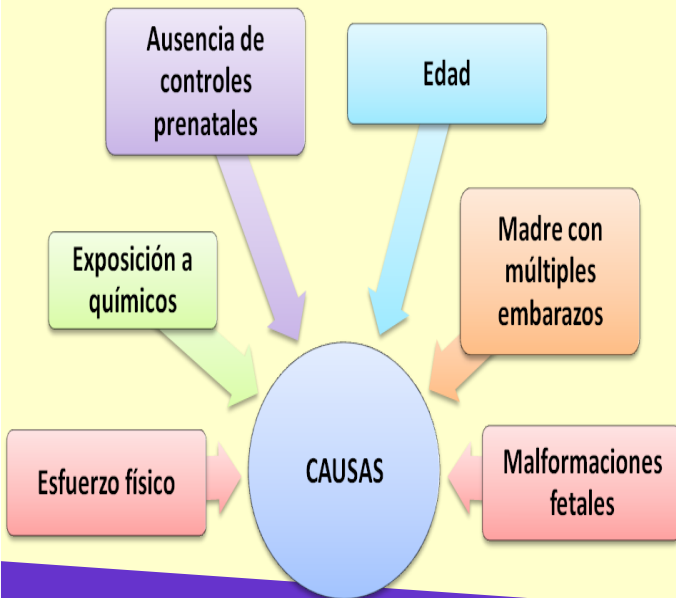 Ausencia de
controles
prenatales
Edad
Madre con
múltiples
embarazos
Exposición a
químicos
Esfuerzo físico
CAUSAS
Malformaciones
fetales